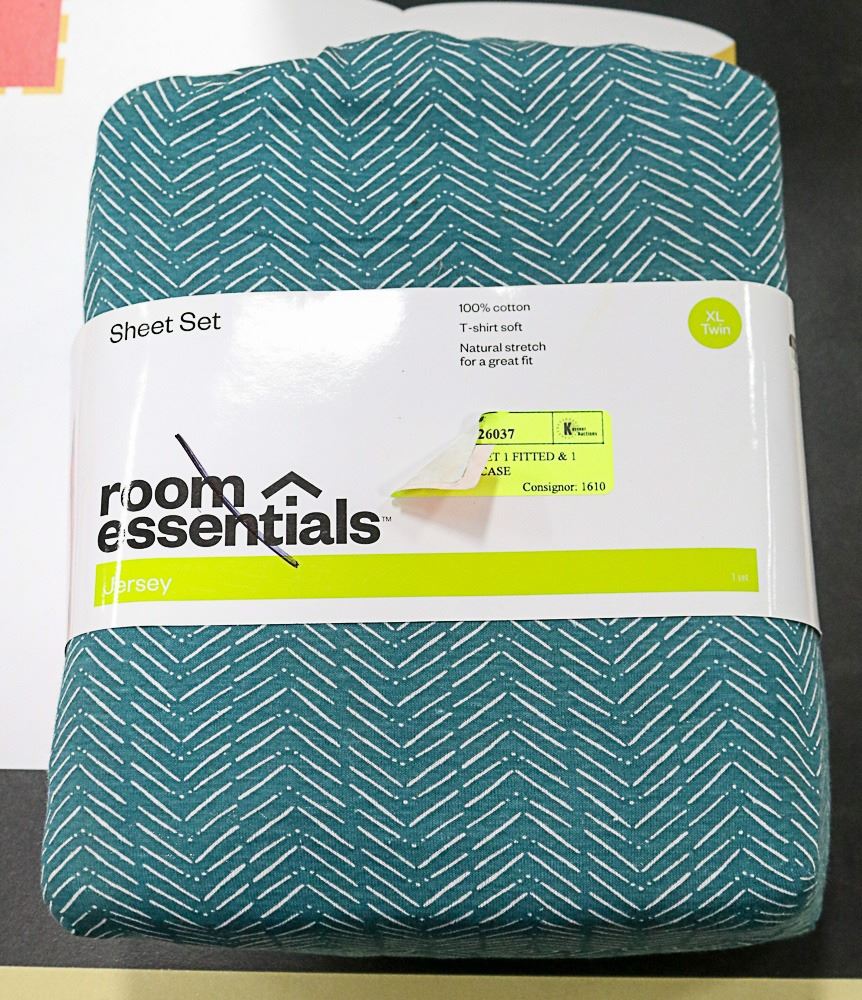 Sheet Set
100% cotton
T-shirt soft
Natural stretch
for a great fit
XL
Twin
26037
ET 1 FITTED & 1
CASE
Consignor: 1610
room
essentials™
Jersey
1 set